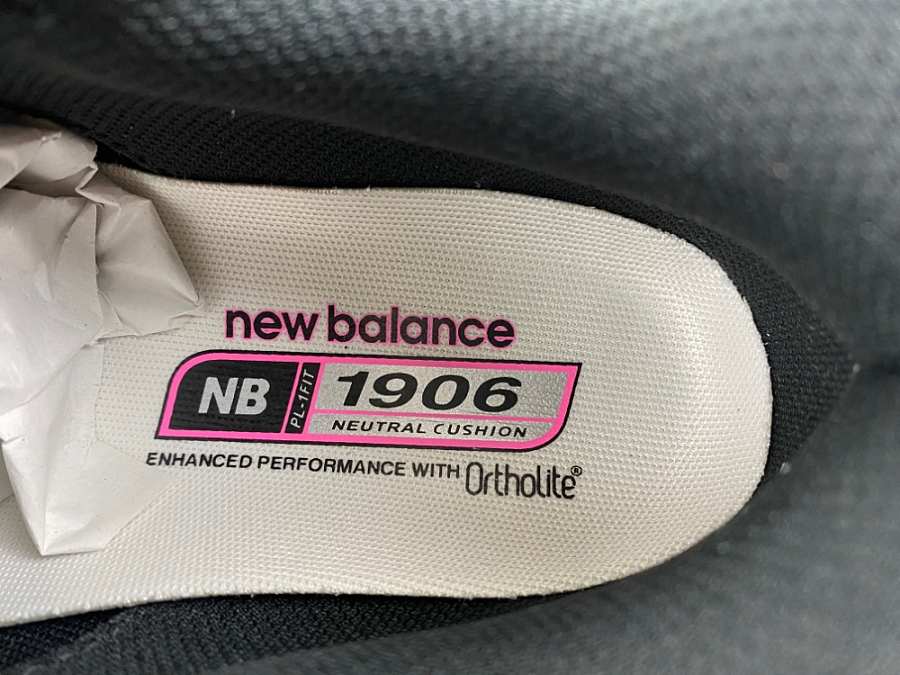 new balance
NB PL-1FIT 1906
NEUTRAL CUSHION
ENHANCED PERFORMANCE WITH Ortholite®